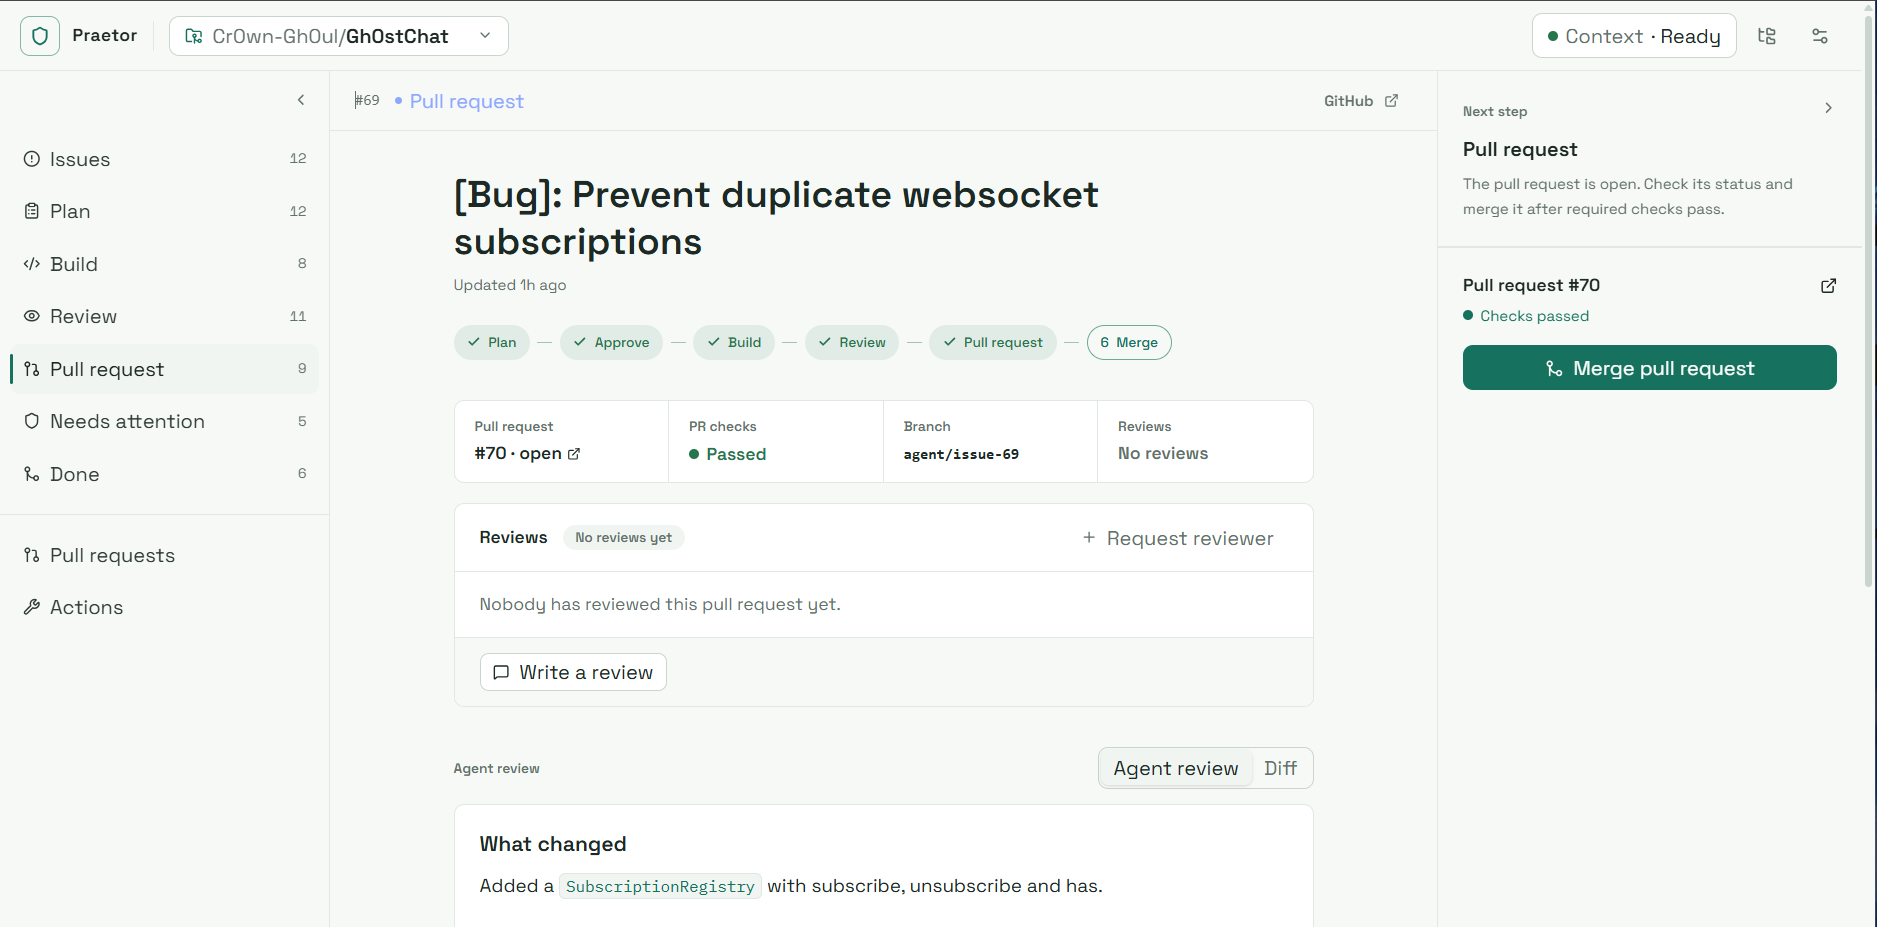 Praetor
Cr0wn-Gh0ul/Gh0stChat
Context · Ready
Issues 12
Plan 12
Build 8
Review 11
Pull request 9
Needs attention 5
Done 6
Pull requests
Actions
#69 • Pull request
GitHub
[Bug]: Prevent duplicate websocket
subscriptions
Updated 1h ago
Plan — Approve — Build — Review — Pull request — 6 Merge
Pull request
#70 · open
PR checks
Passed
Branch
agent/issue-69
Reviews
No reviews
Reviews No reviews yet
+ Request reviewer
Nobody has reviewed this pull request yet.
Write a review
Agent review
Agent review Diff
What changed
Added a SubscriptionRegistry with subscribe, unsubscribe and has.
Next step
Pull request
The pull request is open. Check its status and
merge it after required checks pass.
Pull request #70
Checks passed
Merge pull request